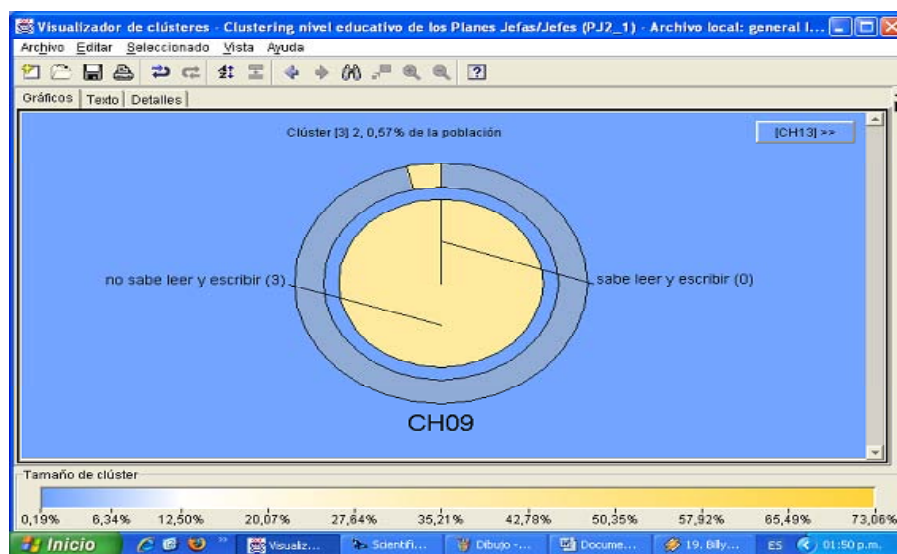 Visualizador de clústeres - Clustering nivel educativo de los Planes Jefas/Jefes (PJ2_1) - Archivo local: general l...
Archivo Editar Seleccionado Vista Ayuda
Gráficos Texto Detalles
Clúster [3] 2, 0,57% de la población
[CH13] >>
no sabe leer y escribir (3)
sabe leer y escribir (0)
CH09
Tamaño de clúster
0,19% 6,34% 12,50% 20,07% 27,64% 35,21% 42,78% 50,35% 57,92% 65,49% 73,06%
Inicio Visualiz... Scientifi... Dibujo -... Docume... 19. Billy... ES 01:50 p.m.